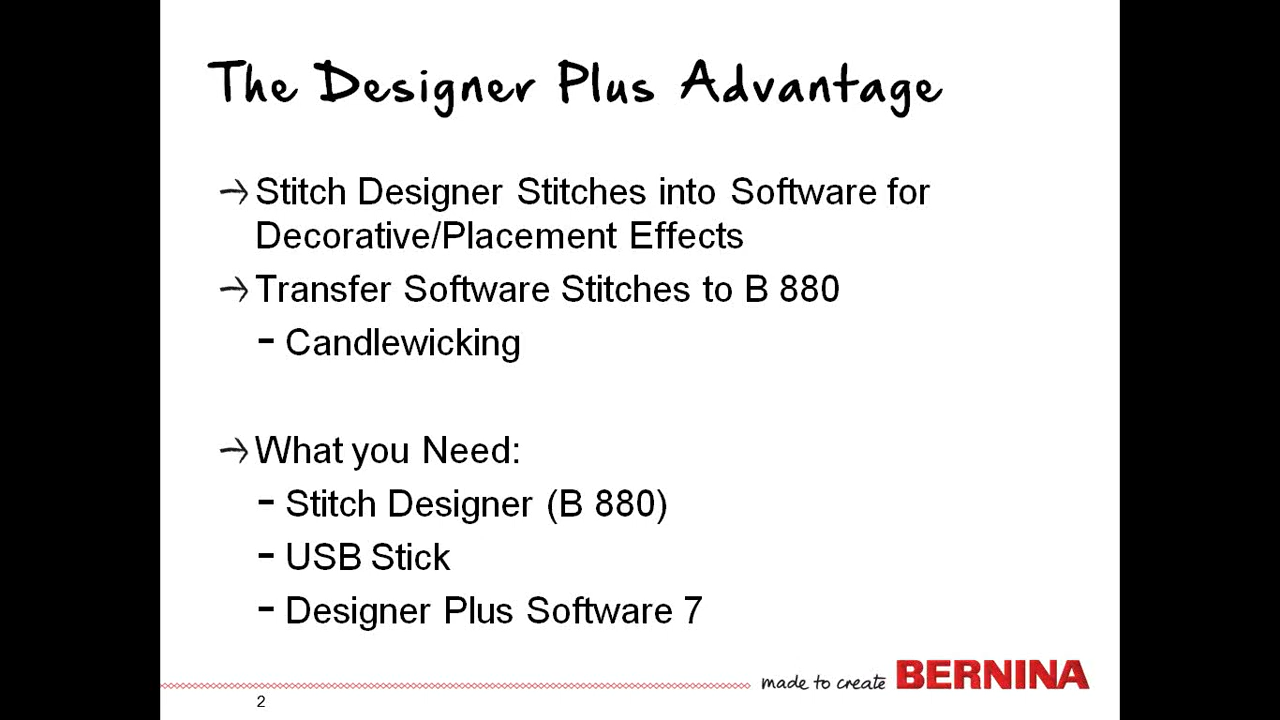 The Designer Plus Advantage
→ Stitch Designer Stitches into Software for
Decorative/Placement Effects
→ Transfer Software Stitches to B 880
- Candlewicking
→ What you Need:
- Stitch Designer (B 880)
- USB Stick
- Designer Plus Software 7
made to create BERNINA
2